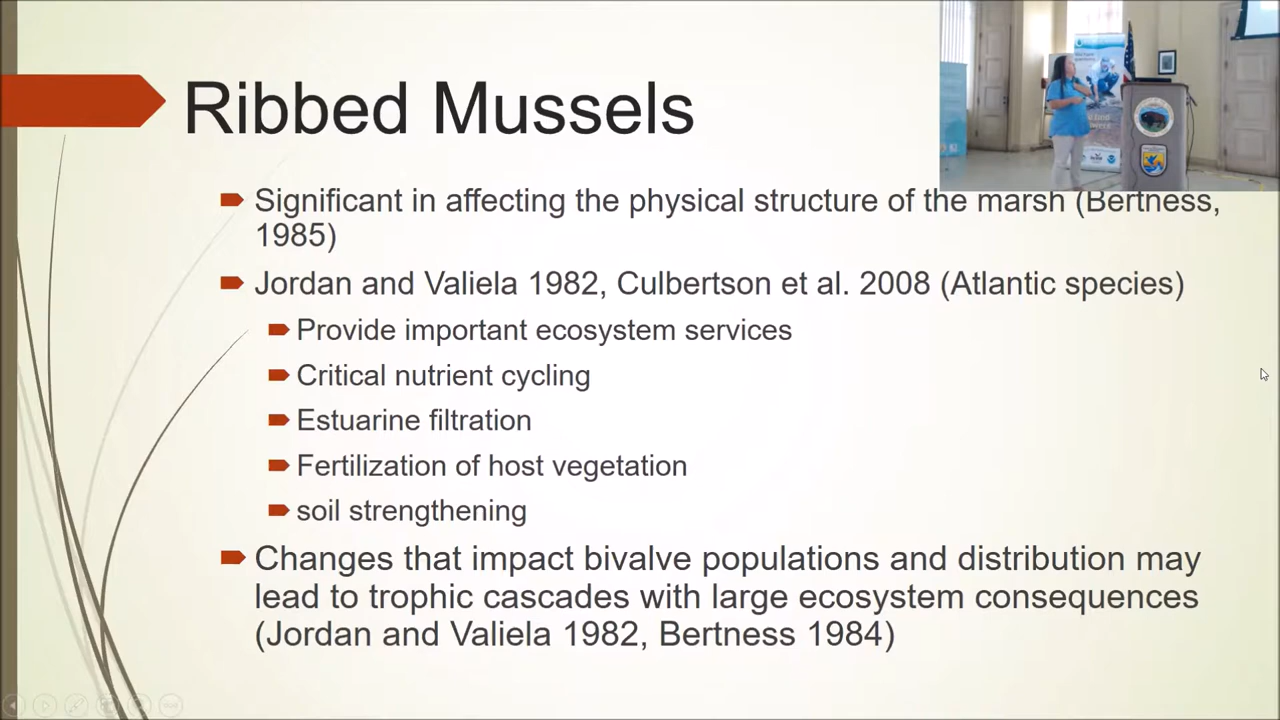 Ribbed Mussels
Significant in affecting the physical structure of the marsh (Bertness,
1985)
Jordan and Valiela 1982, Culbertson et al. 2008 (Atlantic species)
Provide important ecosystem services
Critical nutrient cycling
Estuarine filtration
Fertilization of host vegetation
soil strengthening
Changes that impact bivalve populations and distribution may
lead to trophic cascades with large ecosystem consequences
(Jordan and Valiela 1982, Bertness 1984)